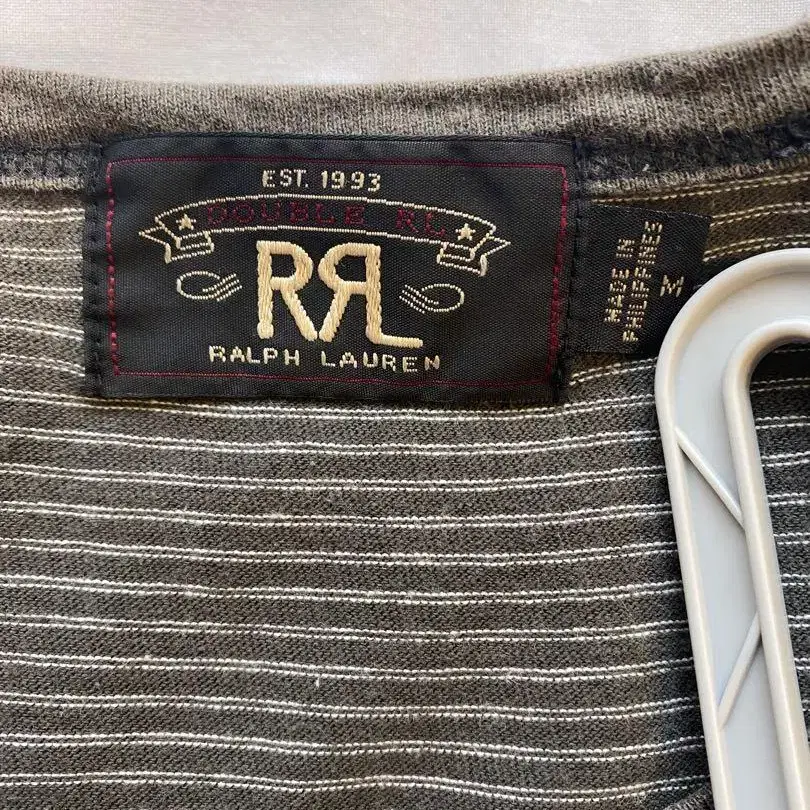 EST. 1993
DOUBLE RL
RRL
RALPH LAUREN
MADE IN
PHILIPPINES
M